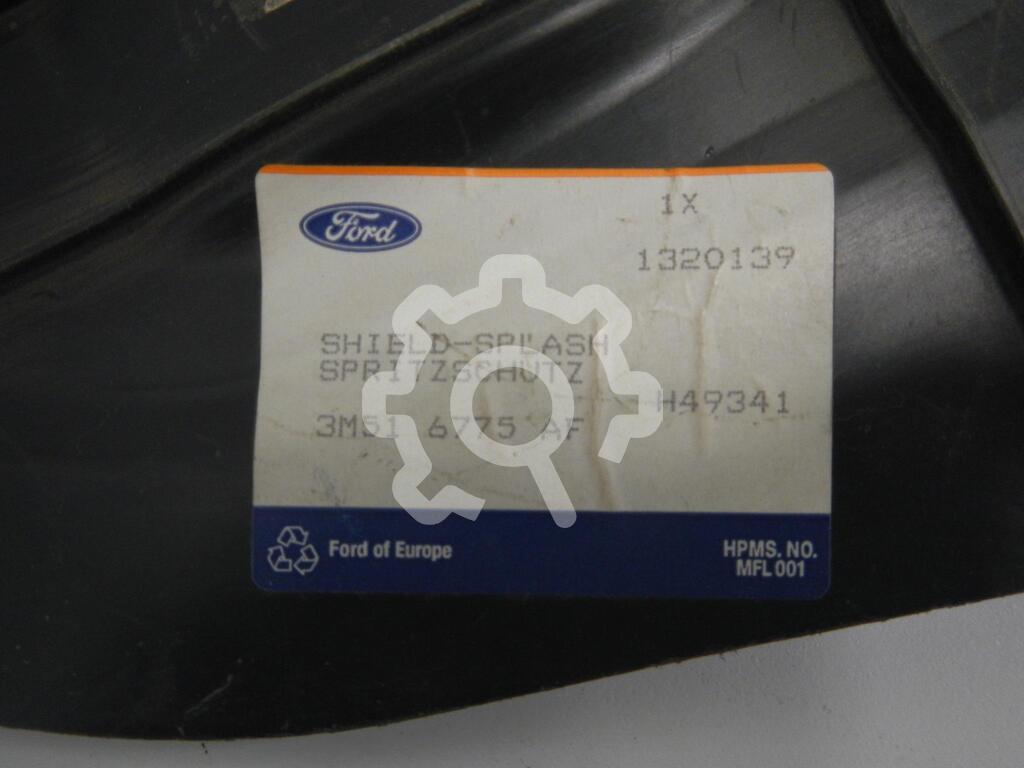 Ford
1X
1320139
SHIELD-SPLASH
SPRITZSCHUTZ
H49341
3M51 6775 AF
Ford of Europe
HPMS. NO.
MFL 001